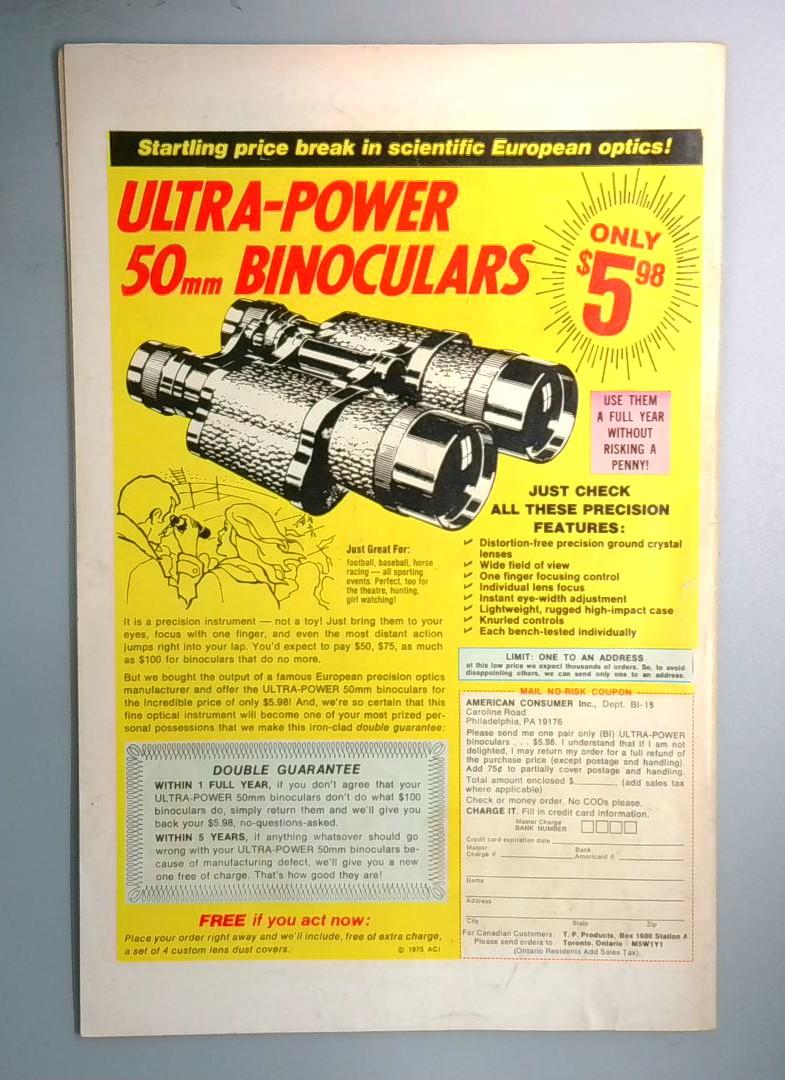 Startling price break in scientific European optics!
ULTRA-POWER
50mm BINOCULARS
ONLY
$5.98
USE THEM
A FULL YEAR
WITHOUT
RISKING A
PENNY!
JUST CHECK
ALL THESE PRECISION
FEATURES:
Distortion-free precision ground crystal
lenses
Wide field of view
One finger focusing control
Individual lens focus
Instant eye-width adjustment
Lightweight, rugged high-impact case
Knurled controls
Each bench-tested individually
Just Great For:
football, baseball, horse
racing — all sporting
events. Perfect, too for
the theatre, hunting,
girl watching!
It is a precision instrument — not a toy! Just bring them to your
eyes, focus with one finger, and even the most distant action
jumps right into your lap. You'd expect to pay $50, $75, as much
as $100 for binoculars that do no more.
But we bought the output of a famous European precision optics
manufacturer and offer the ULTRA-POWER 50mm binoculars for
the incredible price of only $5.98! And, we're so certain that this
fine optical instrument will become one of your most prized per-
sonal possessions that we make this iron-clad double guarantee:
DOUBLE GUARANTEE
WITHIN 1 FULL YEAR, if you don't agree that your
ULTRA-POWER 50mm binoculars don't do what $100
binoculars do, simply return them and we'll give you
back your $5.98, no-questions-asked.
WITHIN 5 YEARS, if anything whatsover should go
wrong with your ULTRA-POWER 50mm binoculars be-
cause of manufacturing defect, we'll give you a new
one free of charge. That's how good they are!
FREE if you act now:
Place your order right away and we'll include, free of extra charge,
a set of 4 custom lens dust covers.
© 1975 ACI
LIMIT: ONE TO AN ADDRESS
at this low price we expect thousands of orders. So, to avoid
disappointing others, we can send only one to an address.
MAIL NO-RISK COUPON
AMERICAN CONSUMER Inc., Dept. BI-19
Caroline Road
Philadelphia, PA 19176
Please send me one pair only (BI) ULTRA-POWER
binoculars . . . $5.98. I understand that if I am not
delighted, I may return my order for a full refund of
the purchase price (except postage and handling).
Add 75¢ to partially cover postage and handling.
Total amount enclosed $ (add sales tax
where applicable)
Check or money order, No CODs please.
CHARGE IT. Fill in credit card information.
Master Charge
BANK NUMBER
Credit card expiration date
Master
Charge #
Bank
Americard #
Name
Address
City State Zip
For Canadian Customers: T. P. Products, Box 1600 Station A
Please send orders to Toronto, Ontario M5W1Y1
(Ontario Residents Add Sales Tax).